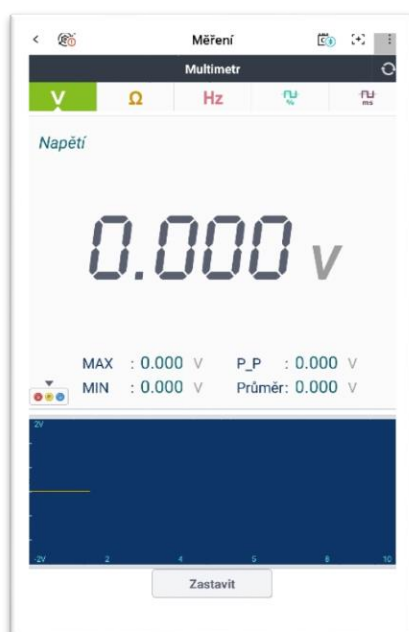 Měření
Multimetr
V Ω Hz % ms
Napětí
0.000 V
MAX : 0.000 V P_P : 0.000 V
MIN : 0.000 V Průměr: 0.000 V
2V
-2V 2 4 5 8 10
Zastavit